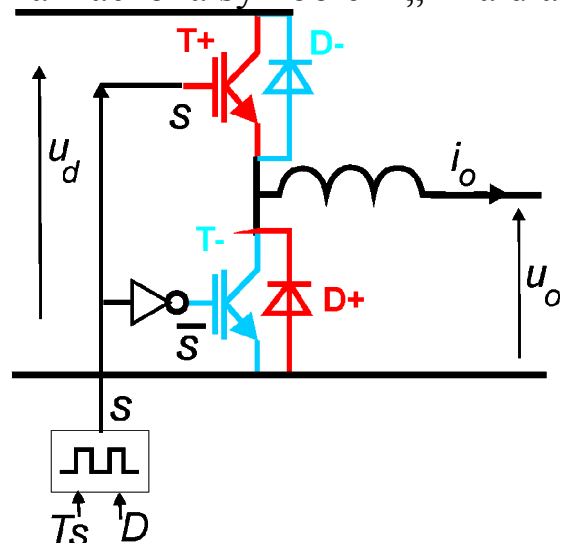 T+
D-
s
u_d
i_o
T-
D+
u_o
s̅
s
Ts D